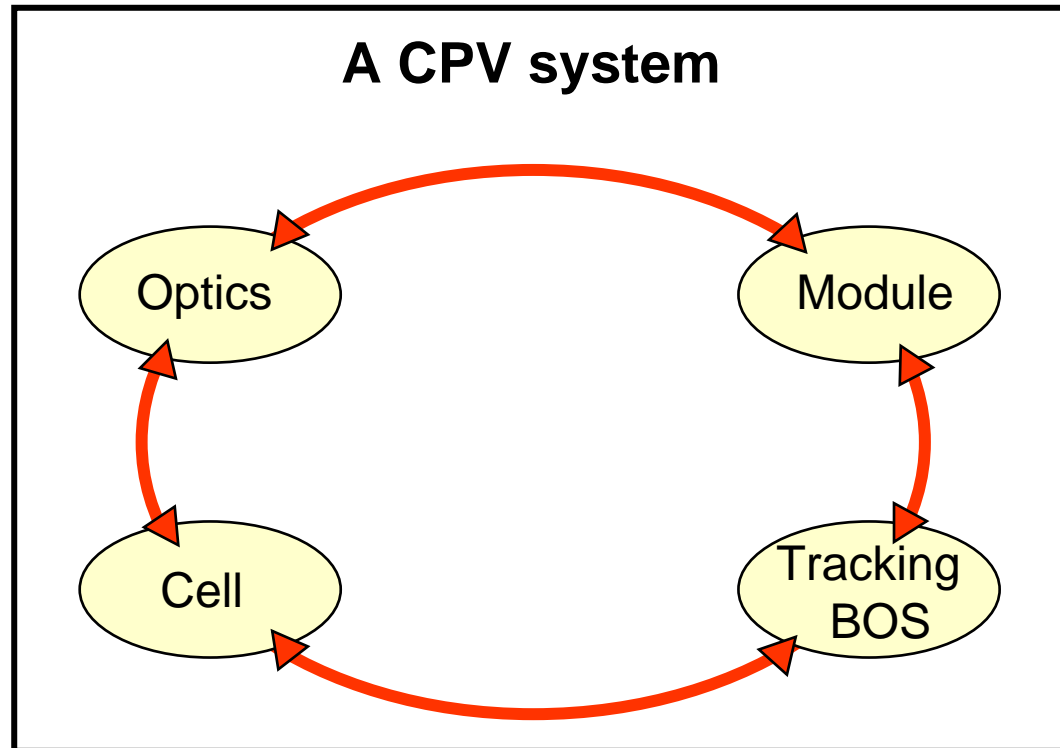 A CPV system
Optics
Module
Cell
Tracking
BOS